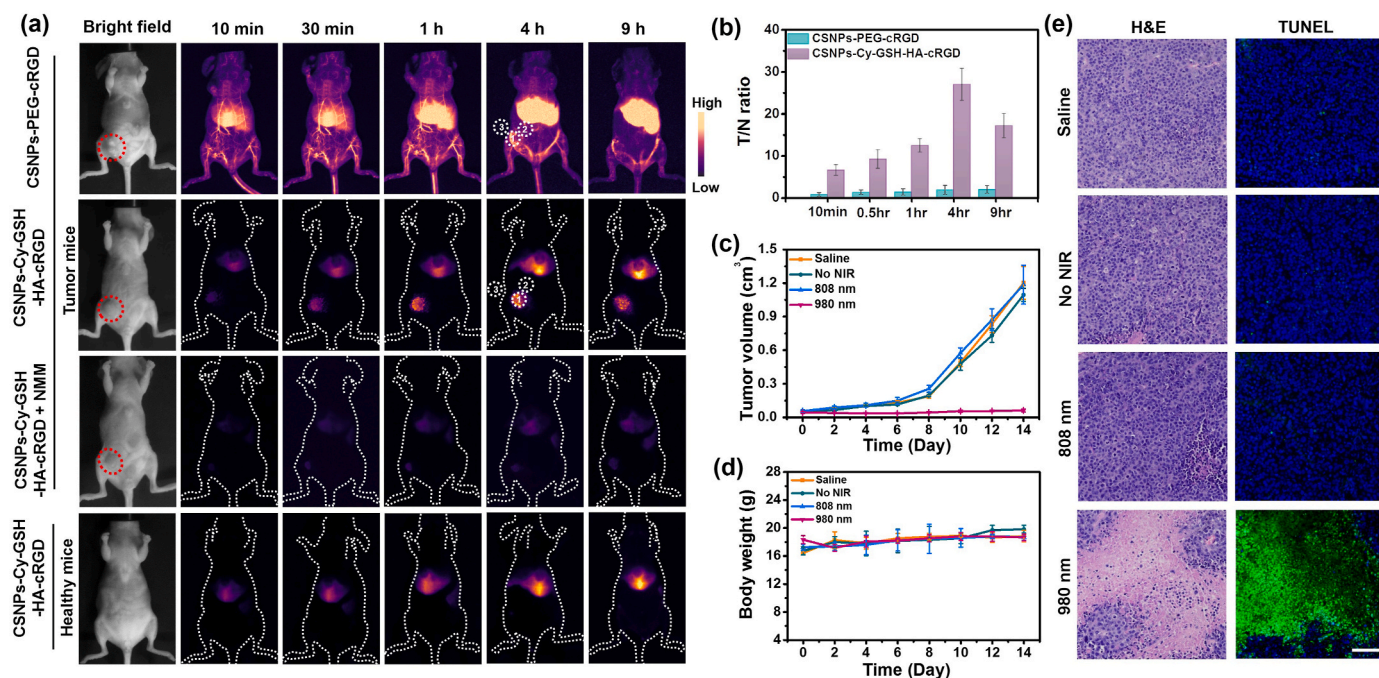 (a)
Bright field 10 min 30 min 1 h 4 h 9 h
CSNPs-PEG-cRGD
③ ②
High
Low
Tumor mice
CSNPs-Cy-GSH
-HA-cRGD
③ ②
CSNPs-Cy-GSH
-HA-cRGD + NMM
Healthy mice
CSNPs-Cy-GSH
-HA-cRGD
(b)
CSNPs-PEG-cRGD
CSNPs-Cy-GSH-HA-cRGD
T/N ratio
40
30
20
10
0
10min 0.5hr 1hr 4hr 9hr
(c)
Saline
No NIR
808 nm
980 nm
Tumor volume (cm³)
1.5
1.2
0.9
0.6
0.3
0.0
0 2 4 6 8 10 12 14
Time (Day)
(d)
Saline
No NIR
808 nm
980 nm
Body weight (g)
28
24
20
16
12
8
4
0 2 4 6 8 10 12 14
Time (Day)
(e)
H&E TUNEL
Saline
No NIR
808 nm
980 nm